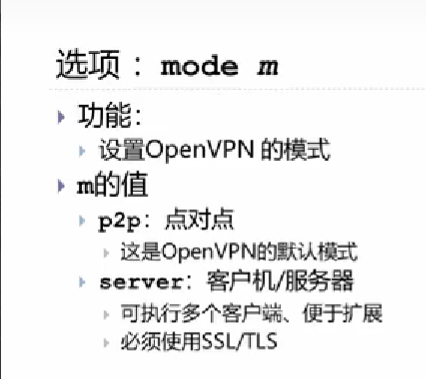 选项：mode m
功能:
设置OpenVPN 的模式
m的值
p2p: 点对点
这是OpenVPN的默认模式
server: 客户机/服务器
可执行多个客户端、便于扩展
必须使用SSL/TLS